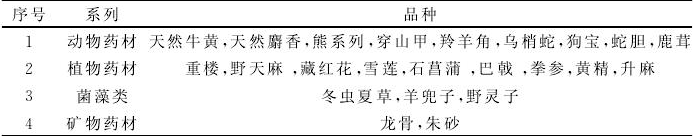 序号 系列 品种
1 动物药材 天然牛黄,天然麝香,熊系列,穿山甲,羚羊角,乌梢蛇,狗宝,蛇胆,鹿茸
2 植物药材 重楼,野天麻,藏红花,雪莲,石菖蒲,巴戟,拳参,黄精,升麻
3 菌藻类 冬虫夏草,羊兜子,野灵子
4 矿物药材 龙骨,朱砂